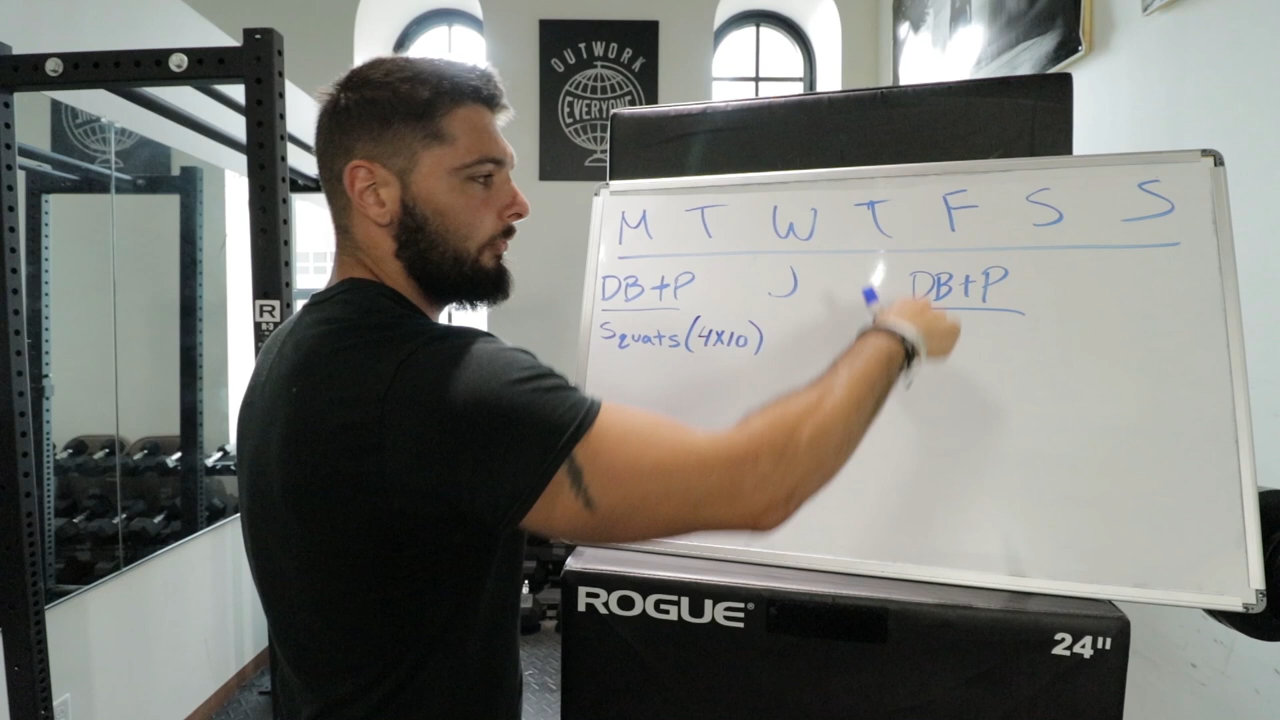 OUTWORK
EVERYONE
M T W T F S S
DB+P J DB+P
Squats (4X10)
R
ROGUE
24"